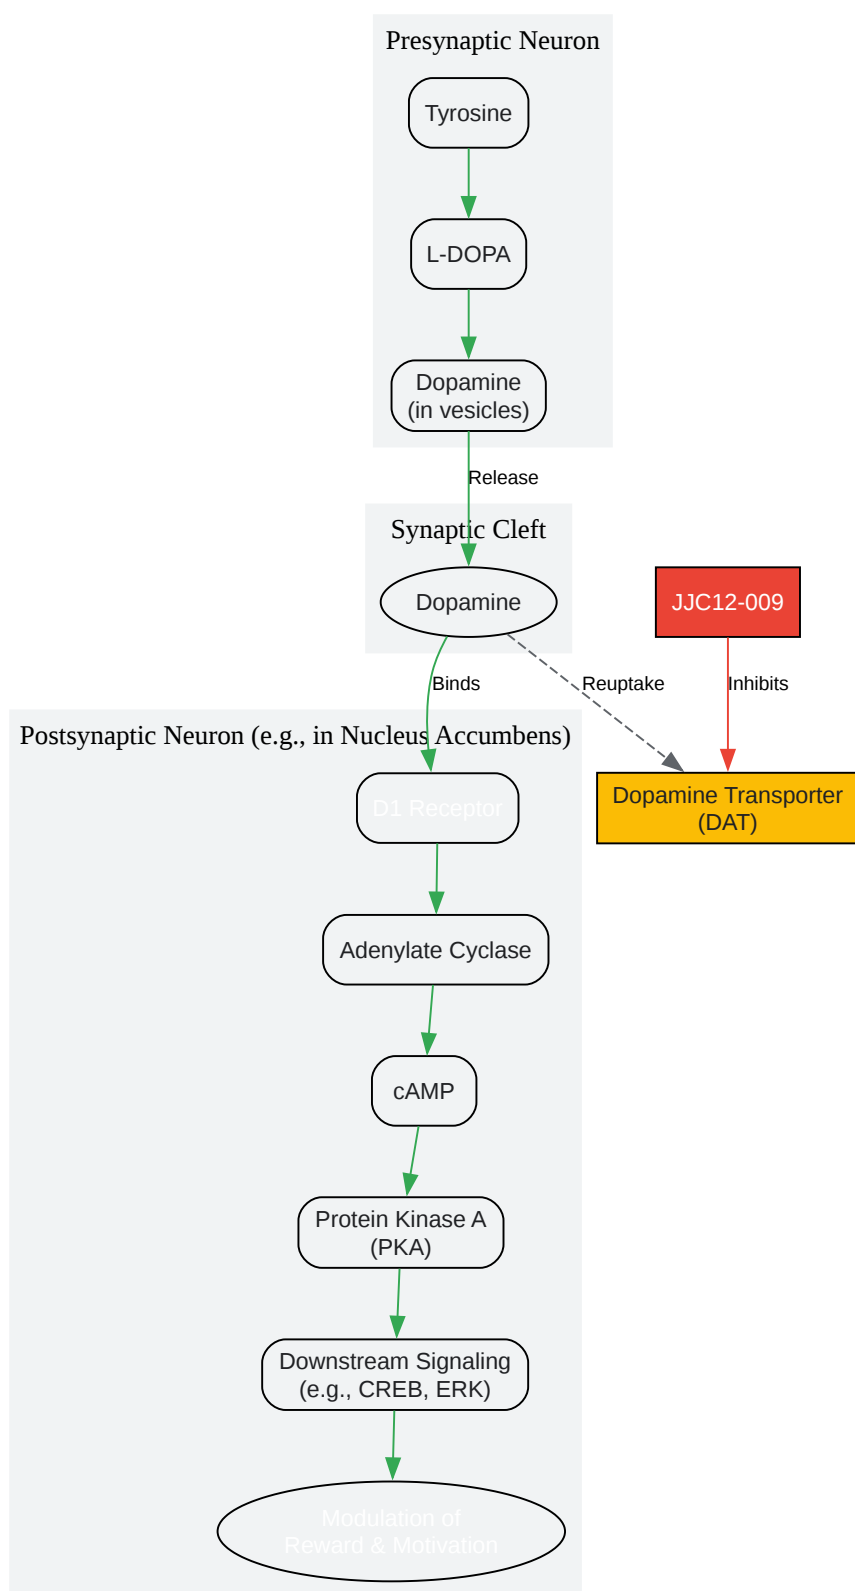 Presynaptic Neuron
Tyrosine
L-DOPA
Dopamine
(in vesicles)
Release
Synaptic Cleft
Dopamine
JJC12-009
Binds
Reuptake
Inhibits
Postsynaptic Neuron (e.g., in Nucleus Accumbens)
D1 Receptor
Dopamine Transporter
(DAT)
Adenylate Cyclase
cAMP
Protein Kinase A
(PKA)
Downstream Signaling
(e.g., CREB, ERK)
Modulation of
Reward & Motivation